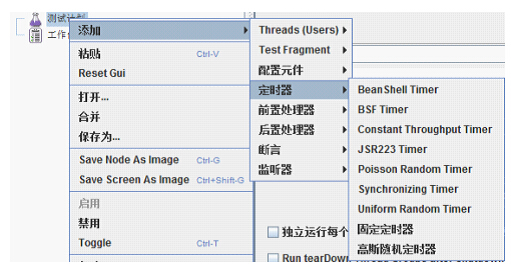 测试计划
工作
添加
粘贴 Ctrl-V
Reset Gui
打开...
合并
保存为...
Save Node As Image Ctrl-G
Save Screen As Image Ctrl+Shift-G
启用
禁用
Toggle Ctrl-T
Threads (Users)
Test Fragment
配置元件
定时器
前置处理器
后置处理器
断言
监听器
BeanShell Timer
BSF Timer
Constant Throughput Timer
JSR223 Timer
Poisson Random Timer
Synchronizing Timer
Uniform Random Timer
固定定时器
高斯随机定时器
独立运行每个
Run tearDown